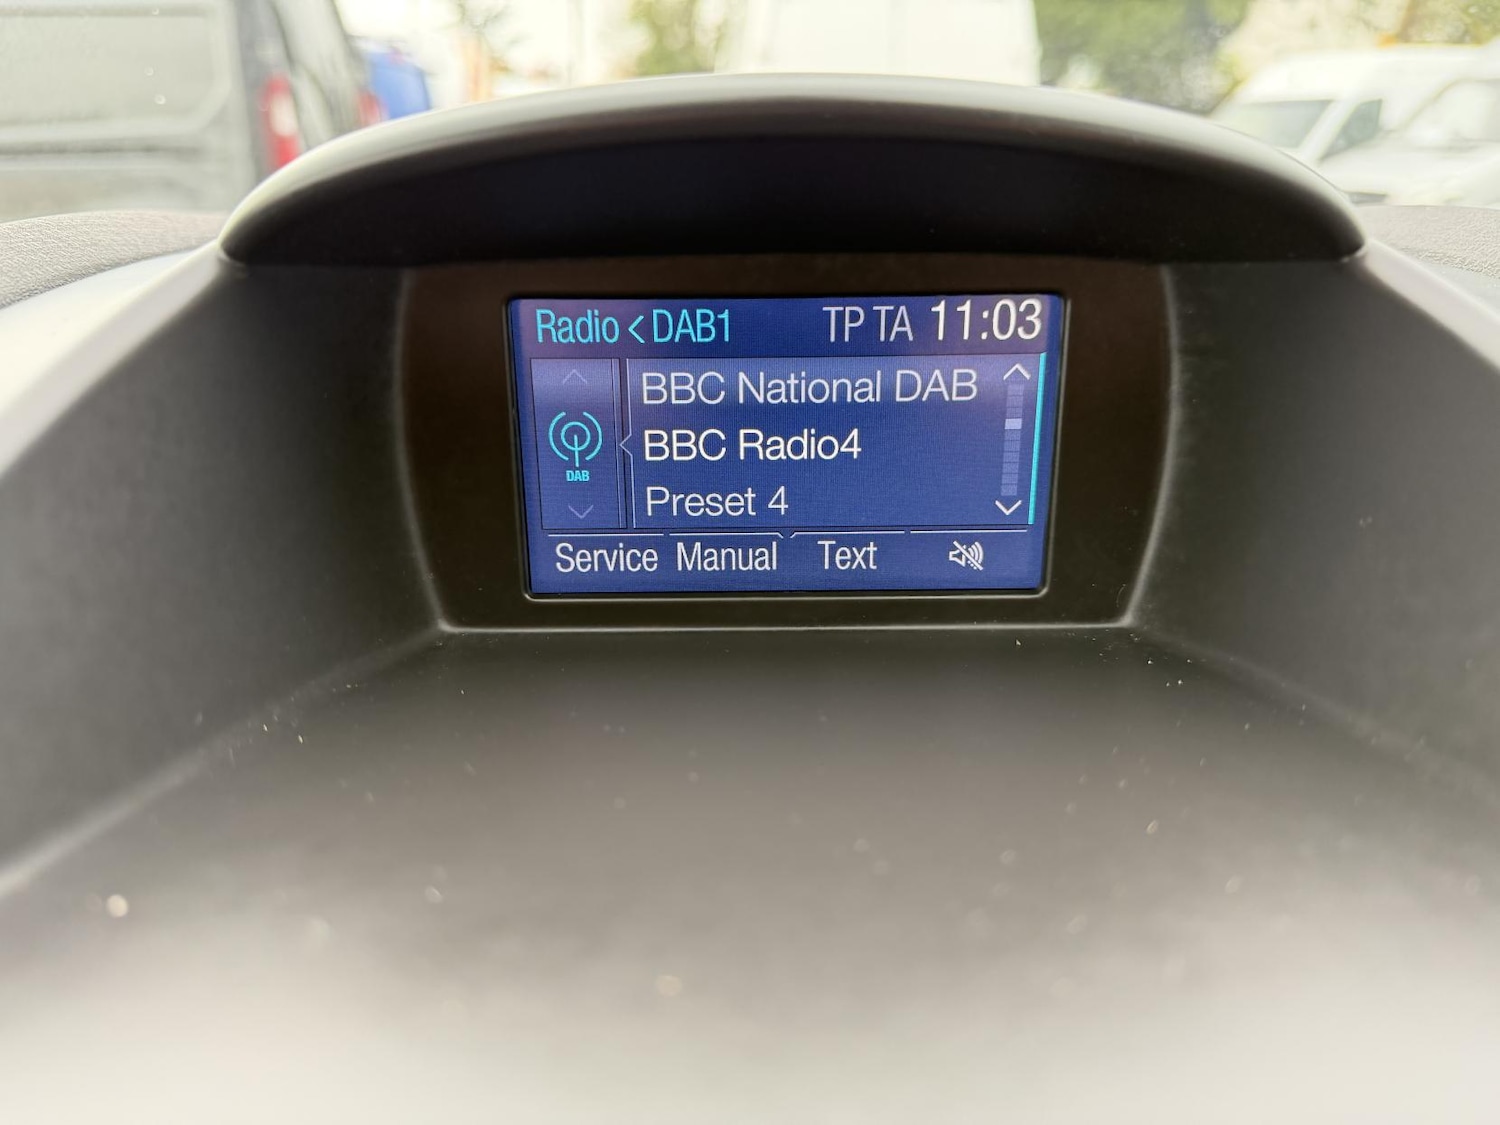 Radio < DAB1 TP TA 11:03
BBC National DAB
BBC Radio4
DAB
Preset 4
Service Manual Text